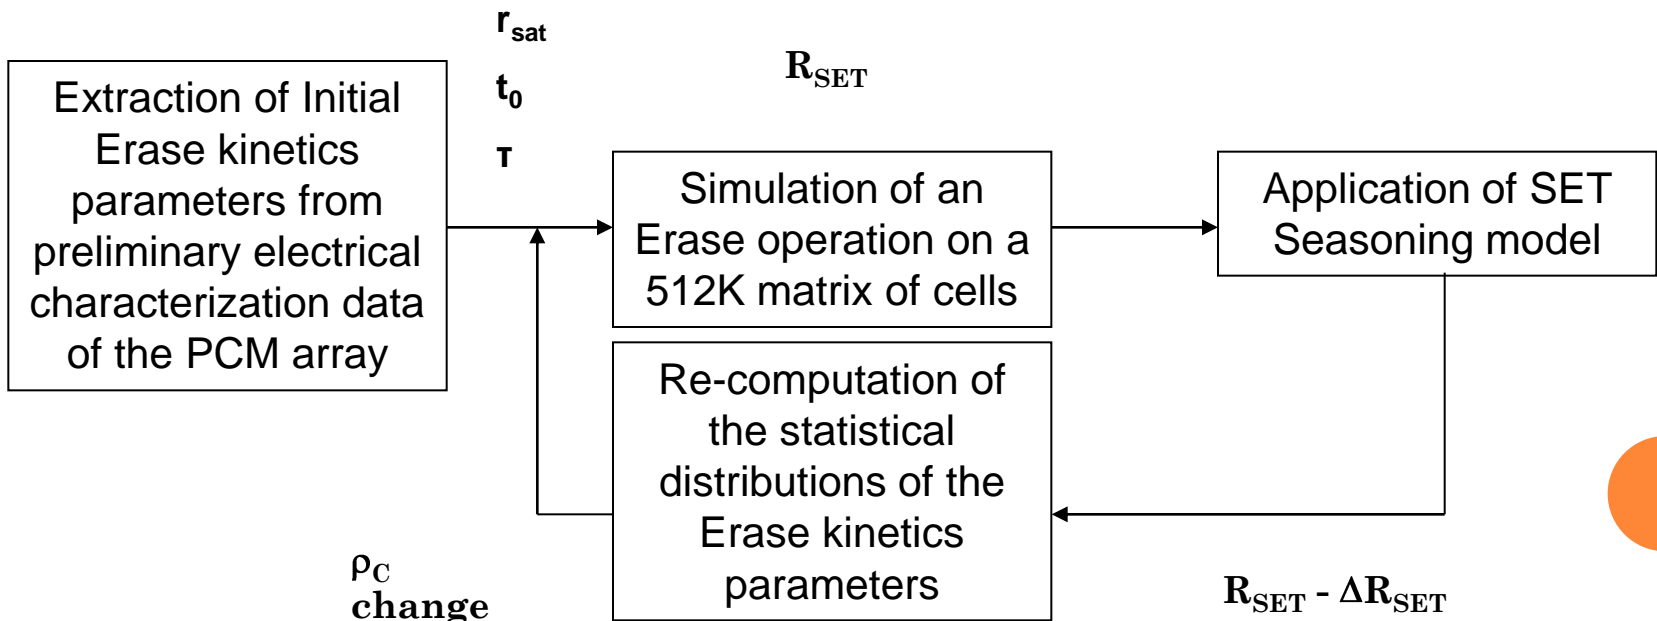 r_sat
t_0
τ
R_SET
Extraction of Initial
Erase kinetics
parameters from
preliminary electrical
characterization data
of the PCM array
Simulation of an
Erase operation on a
512K matrix of cells
Application of SET
Seasoning model
Re-computation of
the statistical
distributions of the
Erase kinetics
parameters
ρ_C
change
R_SET - ΔR_SET